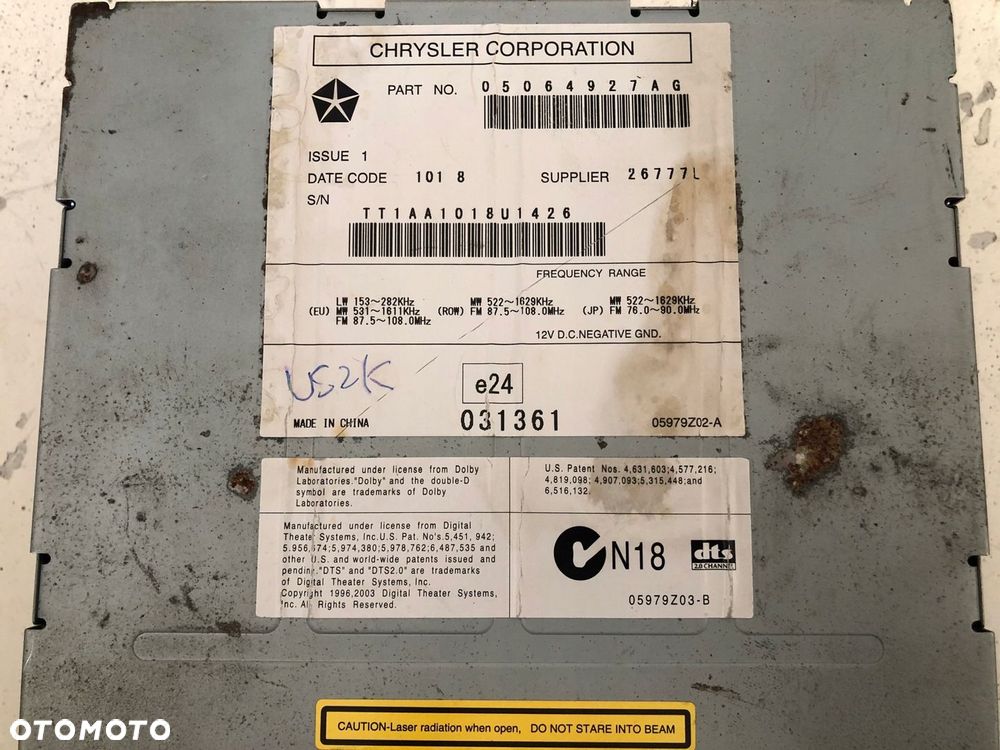 CHRYSLER CORPORATION
PART NO. 05064927AG
ISSUE 1
DATE CODE 101 8 SUPPLIER 26777L
S/N
TT1AA1018U1426
FREQUENCY RANGE
(EU) LW 153~282KHz MW 531~1611KHz FM 87.5~108.0MHz
(ROW) MW 522~1629KHz FM 87.5~108.0MHz
(JP) MW 522~1629KHz FM 76.0~90.0MHz
12V D.C.NEGATIVE GND.
US2K
e24
MADE IN CHINA 031361 05979Z02-A
Manufactured under license from Dolby
Laboratories."Dolby" and the double-D
symbol are trademarks of Dolby
Laboratories.
U.S. Patent Nos. 4,631,603;4,577,216;
4,819,098; 4,907,093;5,315,448;and
6,516,132.
Manufactured under license from Digital
Theater Systems, Inc.U.S. Pat. No's.5,451, 942;
5,956,674;5,974,380;5,978,762;6,487,535 and
other U.S. and world-wide patents issued and
pending."DTS" and "DTS2.0" are trademarks
of Digital Theater Systems, Inc.
Copyright 1996,2003 Digital Theater Systems,
Inc. All Rights Reserved.
N18
dts
2.0 CHANNEL
05979Z03-B
CAUTION-Laser radiation when open, DO NOT STARE INTO BEAM
OTOMOTO